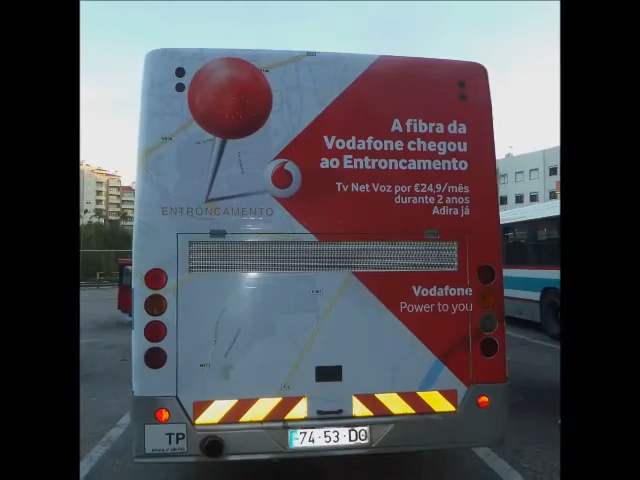 A fibra da
Vodafone chegou
ao Entroncamento
Tv Net Voz por €24,9/mês
durante 2 anos
Adira já
ENTRONCAMENTO
Vodafone
Power to you
TP
74-53-DO